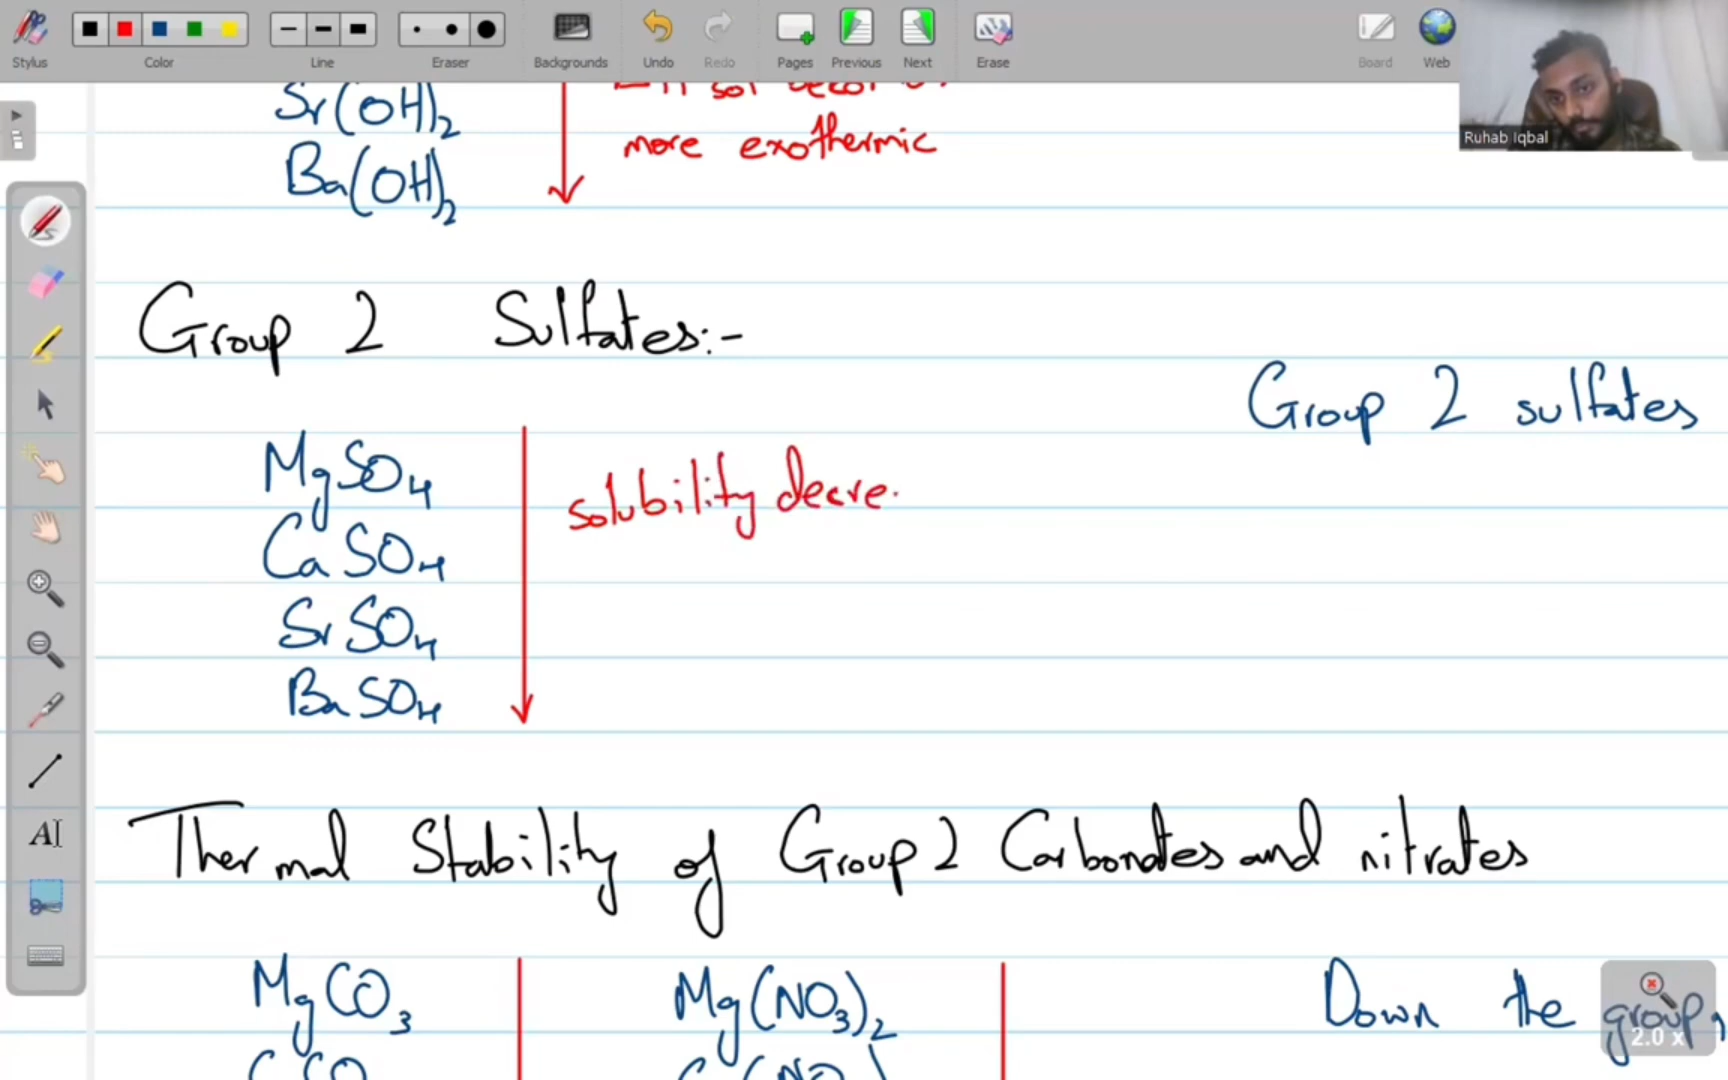 Stylus
Color
Line
Eraser
Backgrounds
Undo
Redo
Pages
Previous
Next
Erase
Board
Web
Ruhab Iqbal
Sr(OH)2
more exothermic
Ba(OH)2
Group 2 Sulfates:-
Group 2 sulfates
MgSO4
solubility decre.
CaSO4
SrSO4
BaSO4
Thermal Stability of Group 2 Carbonates and nitrates
MgCO3
Mg(NO3)2
Down the group,
2.0 x